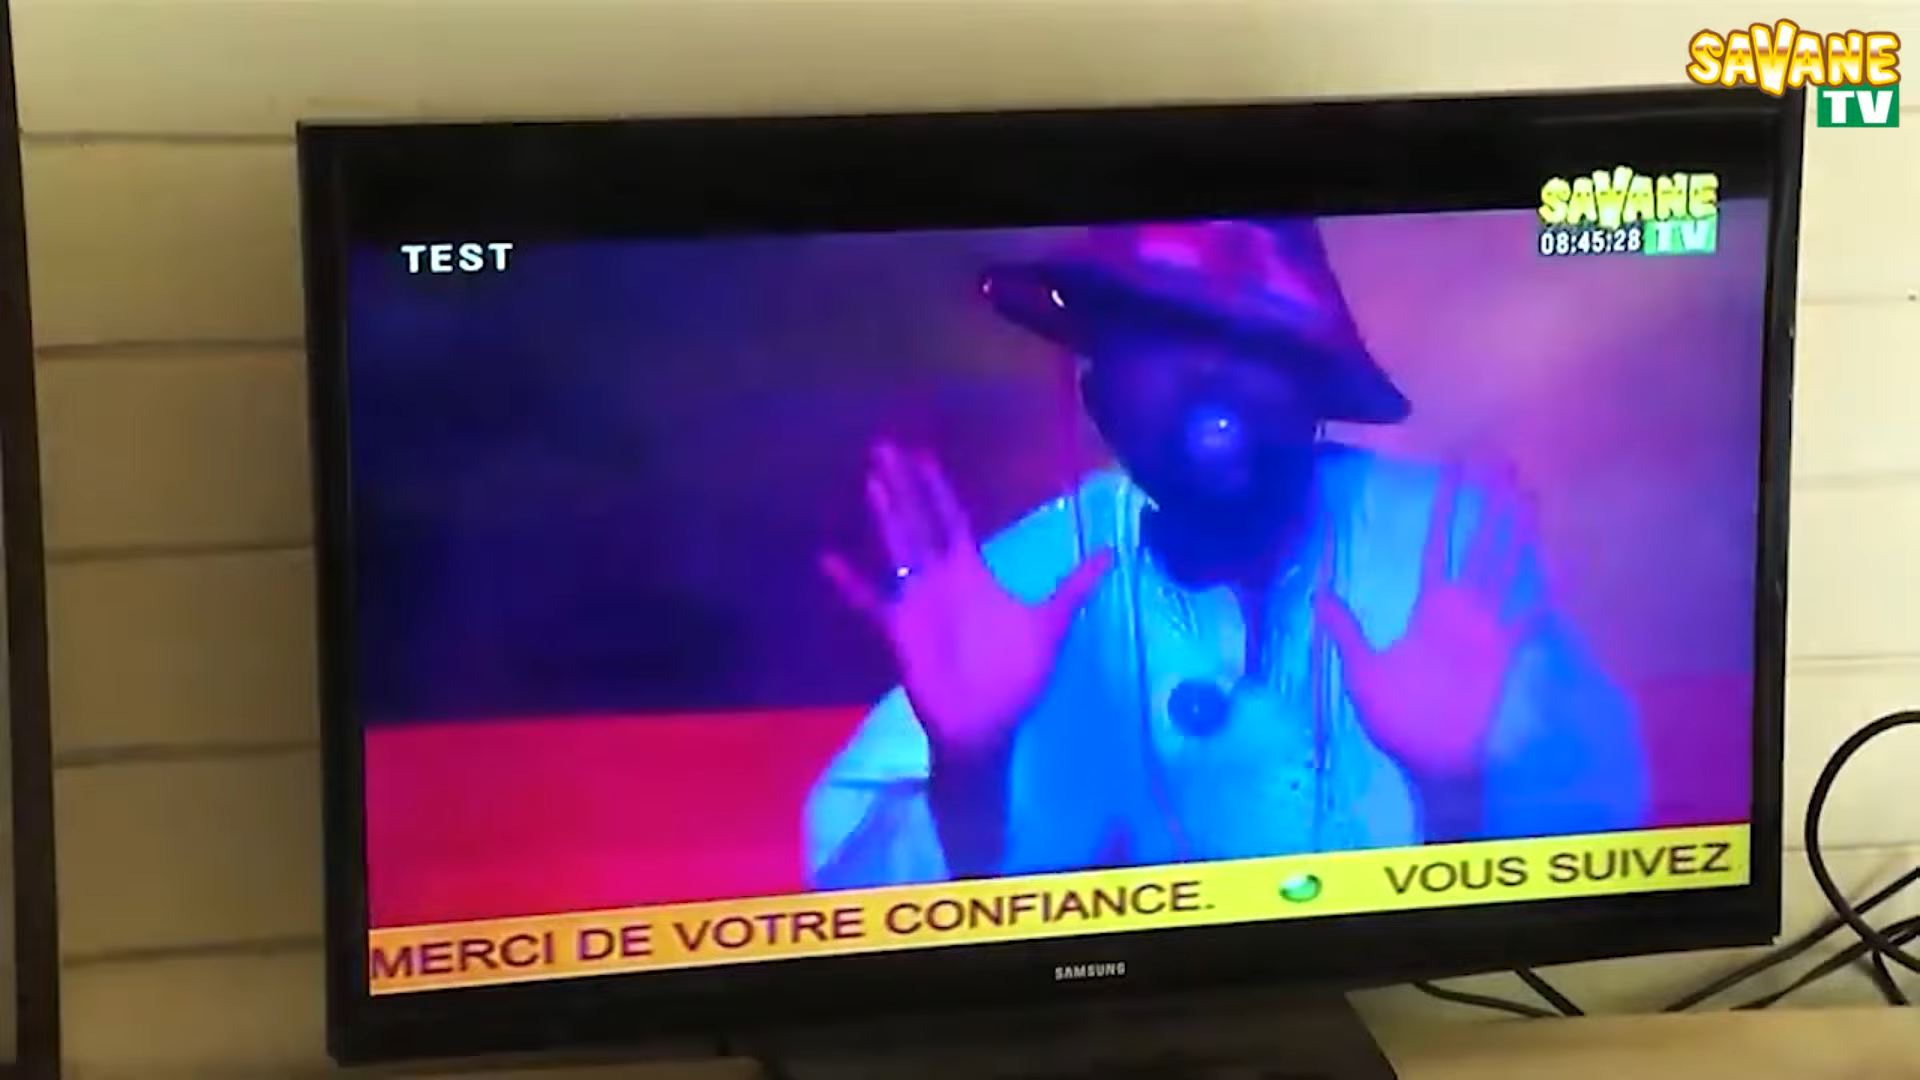 SAVANE
TV
SAVANE
08:45:28 TV
TEST
MERCI DE VOTRE CONFIANCE. VOUS SUIVEZ
SAMSUNG